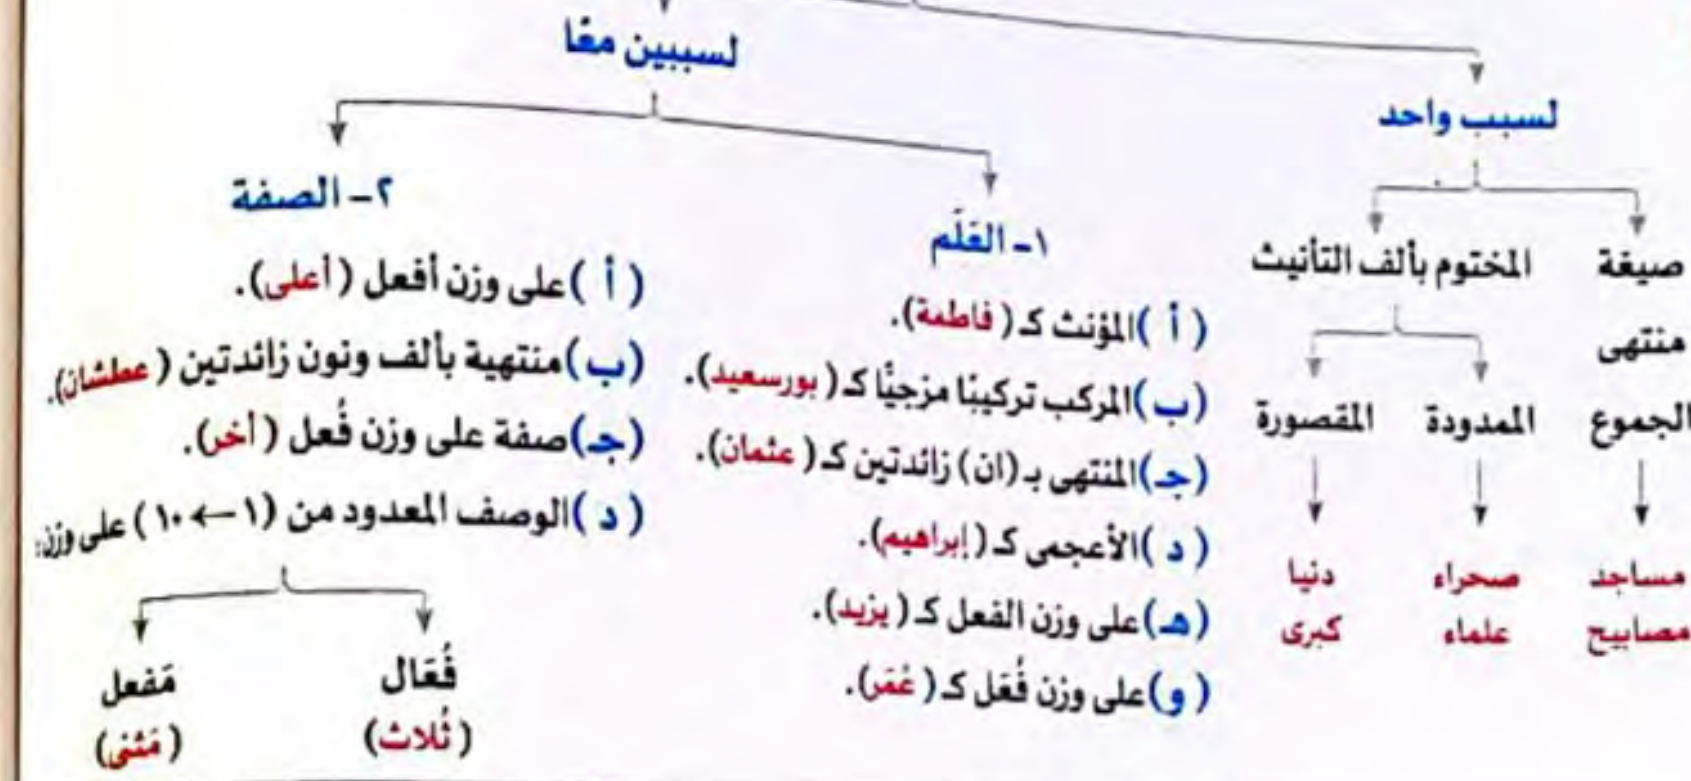 لسبب واحد
صيغة
منتهى
الجموع
مساجد
مصابيح
المختوم بألف التأنيث
الممدودة
صحراء
علماء
المقصورة
دنيا
كبرى
لسببين معًا
١- العَلَم
( أ )المؤنث كـ ( فاطمة).
(ب)المركب تركيبًا مزجيًّا كـ ( بورسعيد).
(جـ)المنتهى بـ (ان) زائدتين كـ ( عثمان).
( د )الأعجمى كـ (إبراهيم).
(هـ)على وزن الفعل كـ ( يزيد).
(و)على وزن فُعَل كـ ( عُمَر).
٢- الصفة
( أ )على وزن أفعل ( أعلى).
(ب)منتهية بألف ونون زائدتين ( عطشان).
(جـ)صفة على وزن فُعل ( أخر).
( د )الوصف المعدود من (١ ← ١٠ ) على وزن:
فُعَال
( ثُلاث)
مَفعل
( مَثنى)